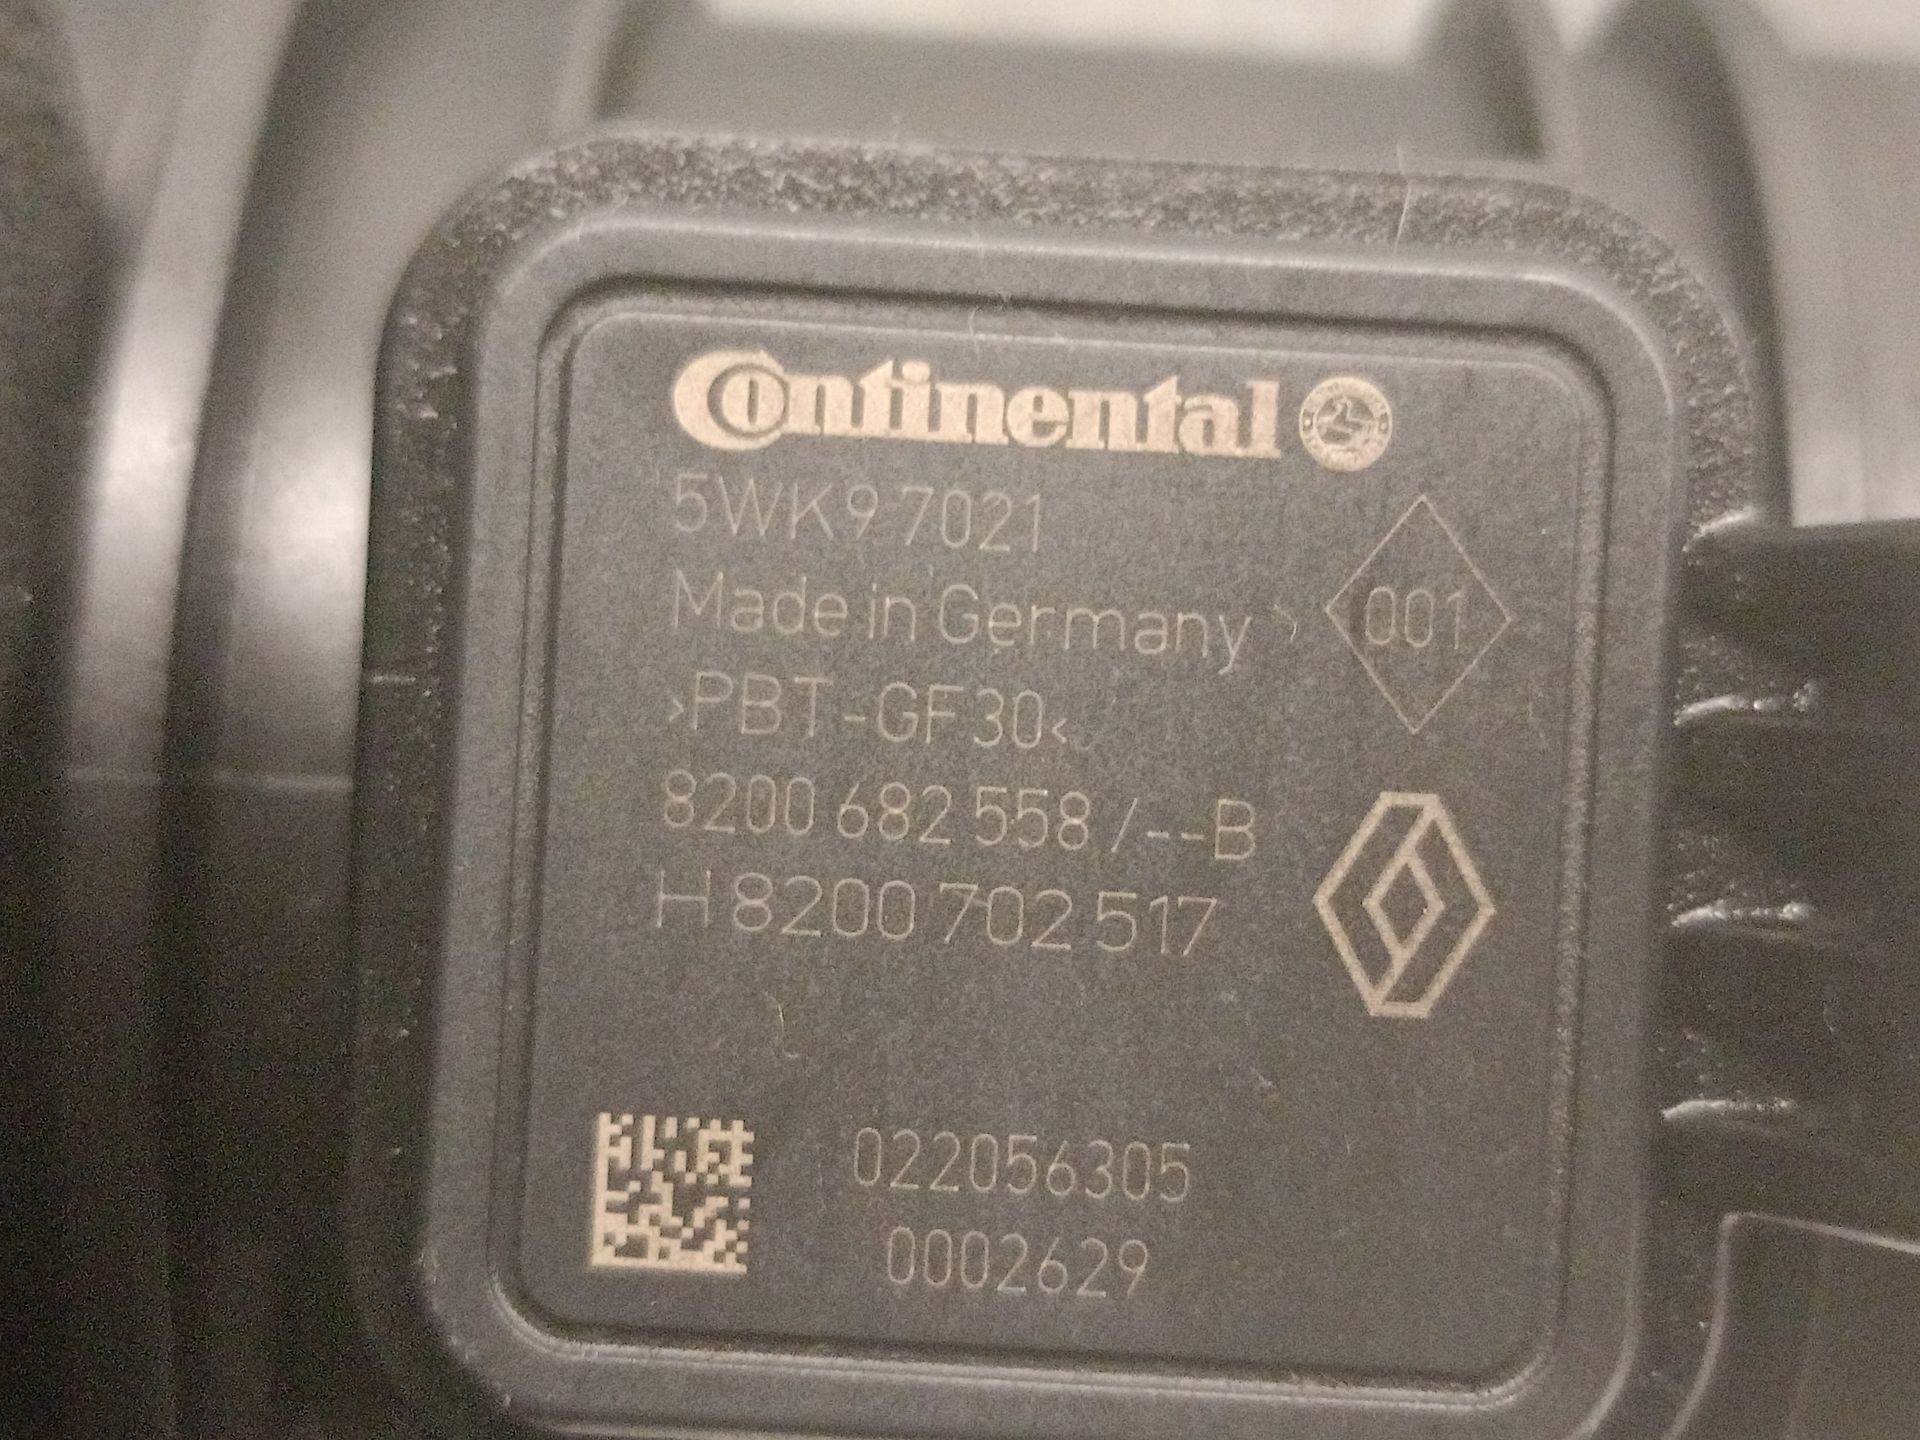 Continental
5WK9 7021
Made in Germany
001
>PBT-GF30<
8200 682 558 /--B
H 8200 702 517
022056305
0002629